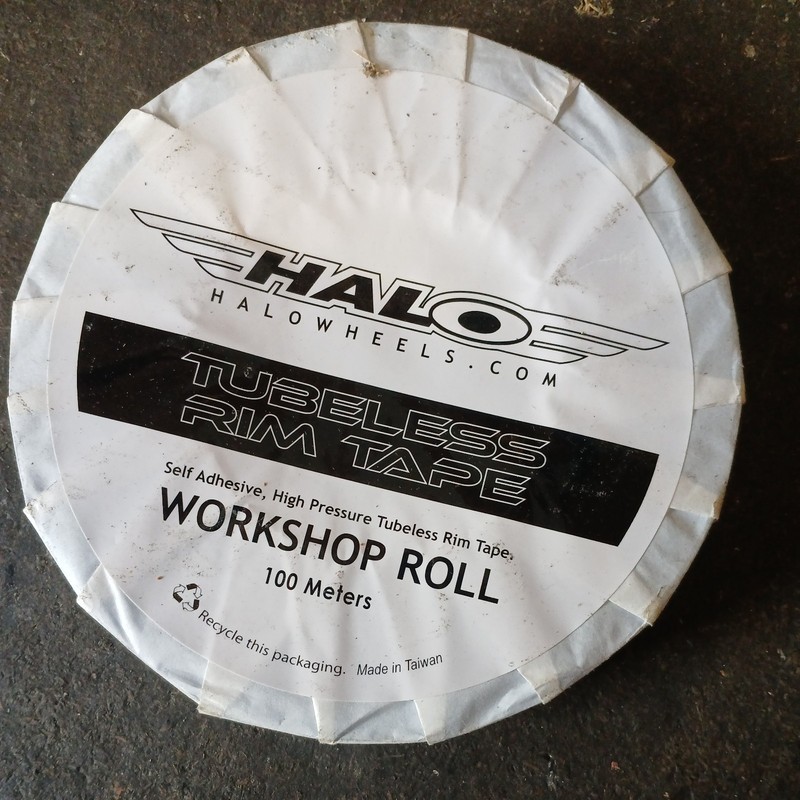 HALO
HALOWHEELS.COM
TUBELESS
RIM TAPE
Self Adhesive, High Pressure Tubeless Rim Tape.
WORKSHOP ROLL
100 Meters
Recycle this packaging. Made in Taiwan